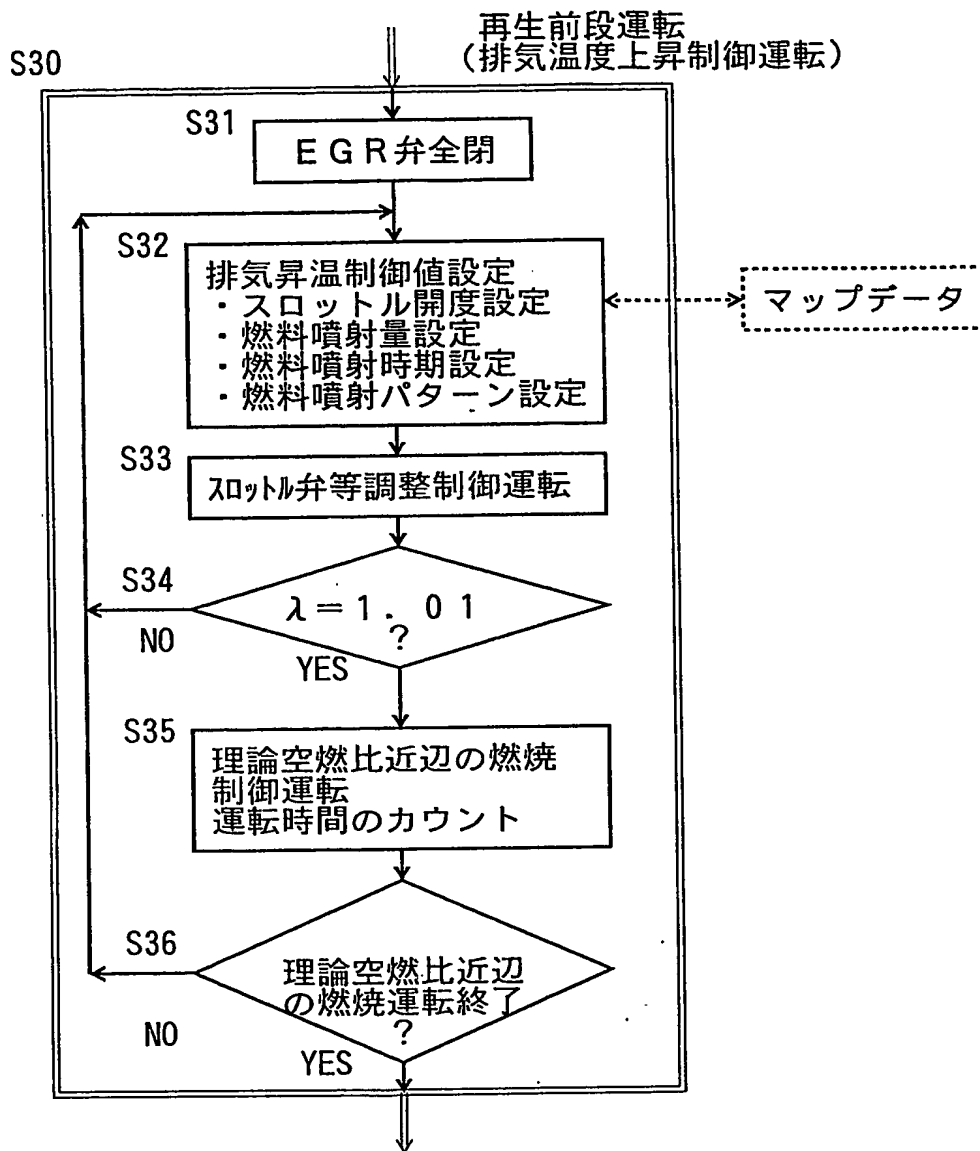 再生前段運転
(排気温度上昇制御運転)
S30
S31
EGR弁全閉
S32
排気昇温制御値設定
・スロットル開度設定
・燃料噴射量設定
・燃料噴射時期設定
・燃料噴射パターン設定
マップデータ
S33
ｽﾛｯﾄﾙ弁等調整制御運転
S34
λ=1.01
?
NO
YES
S35
理論空燃比近辺の燃焼
制御運転
運転時間のカウント
S36
理論空燃比近辺
の燃焼運転終了
?
NO
YES